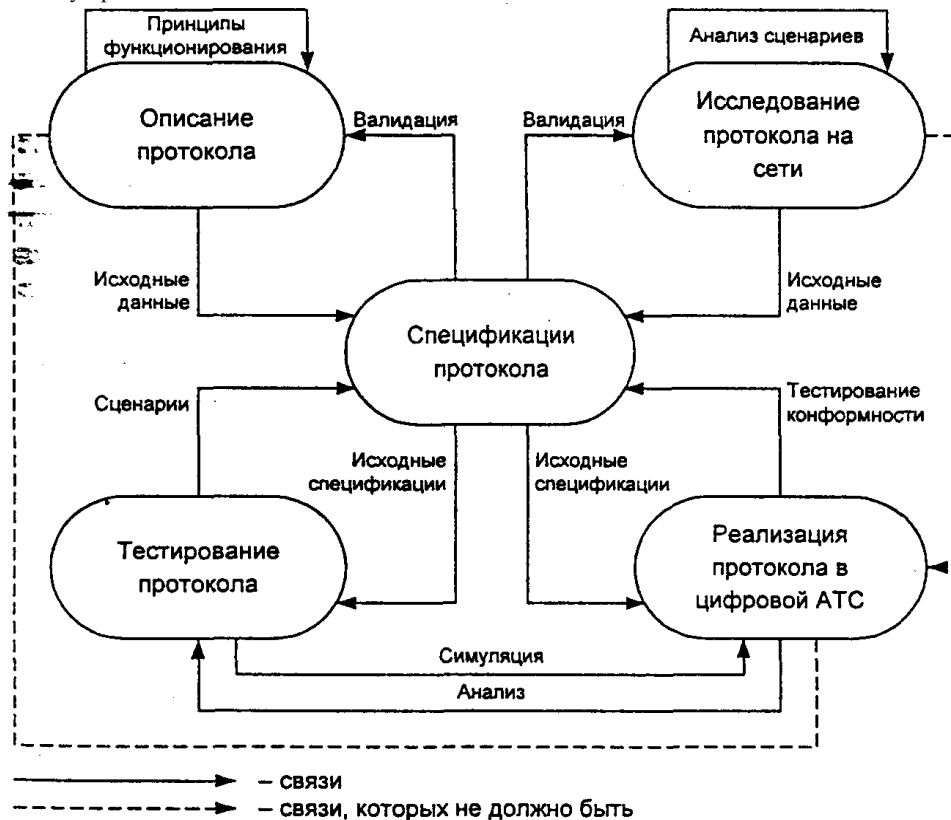 Принципы
функционирования
Анализ сценариев
Описание
протокола
Валидация
Валидация
Исследование
протокола на
сети
Исходные
данные
Исходные
данные
Спецификации
протокола
Сценарии
Тестирование
конформности
Исходные
спецификации
Исходные
спецификации
Тестирование
протокола
Реализация
протокола в
цифровой АТС
Симуляция
Анализ
– связи
– связи, которых не должно быть